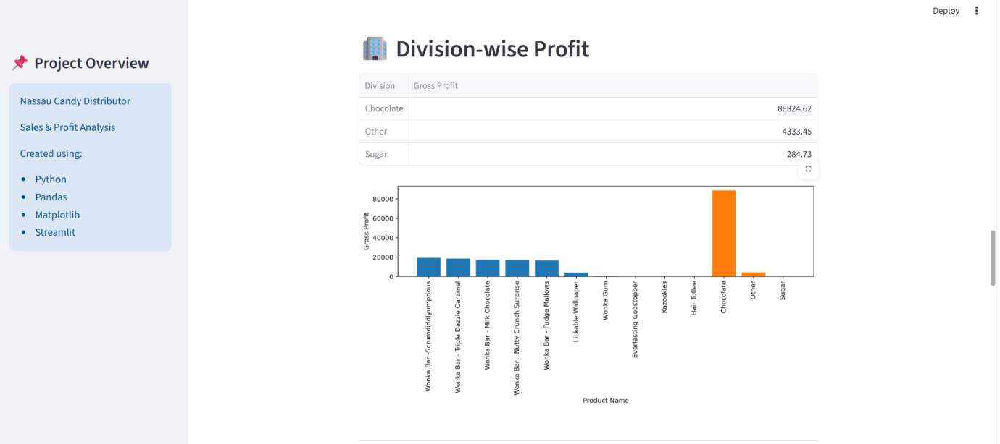 Deploy
📌 Project Overview
Nassau Candy Distributor
Sales & Profit Analysis
Created using:
• Python
• Pandas
• Matplotlib
• Streamlit
🏢 Division-wise Profit
Division Gross Profit
Chocolate 88824.62
Other 4333.45
Sugar 284.73
Gross Profit
80000
60000
40000
20000
0
Wonka Bar -Scrumdiddlyumptious
Wonka Bar - Triple Dazzle Caramel
Wonka Bar - Milk Chocolate
Wonka Bar - Nutty Crunch Surprise
Wonka Bar - Fudge Mallows
Lickable Wallpaper
Wonka Gum
Everlasting Gobstopper
Kazookles
Hair Toffee
Chocolate
Other
Sugar
Product Name